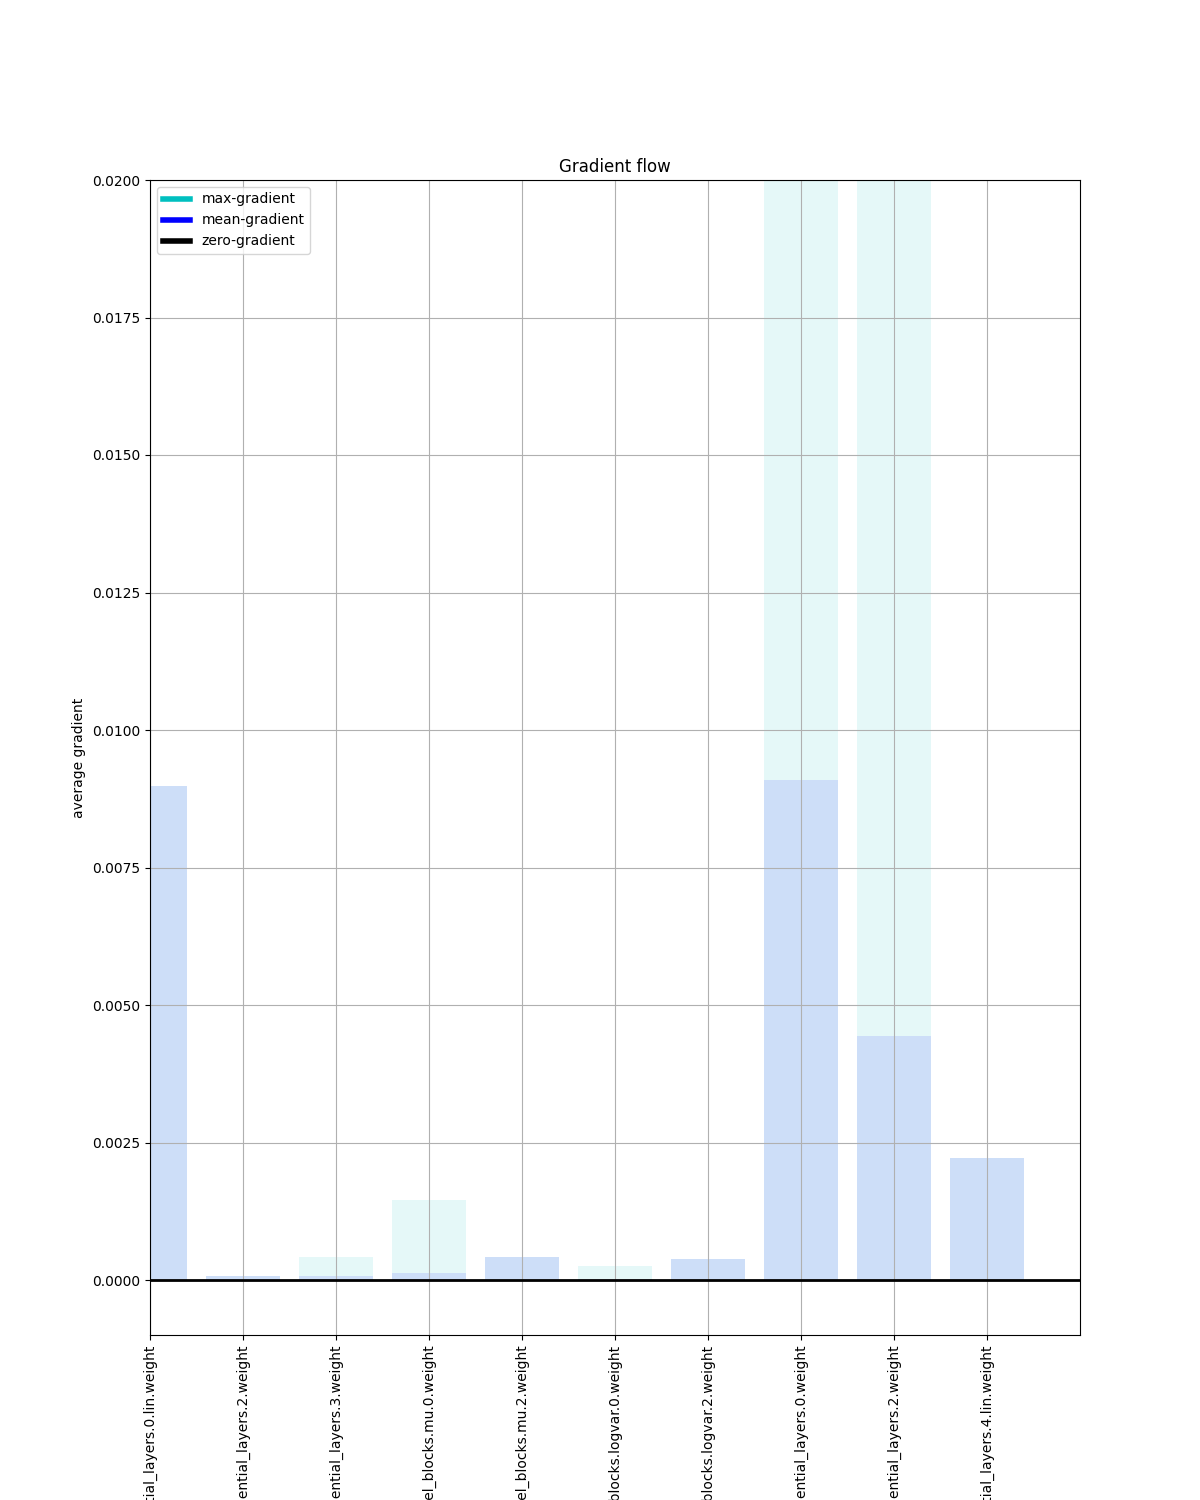 Gradient flow
max-gradient
mean-gradient
zero-gradient
0.0200
0.0175
0.0150
0.0125
0.0100
0.0075
0.0050
0.0025
0.0000
average gradient
tial_layers.0.lin.weight
ential_layers.2.weight
ential_layers.3.weight
el_blocks.mu.0.weight
el_blocks.mu.2.weight
blocks.logvar.0.weight
blocks.logvar.2.weight
ential_layers.0.weight
ential_layers.2.weight
tial_layers.4.lin.weight